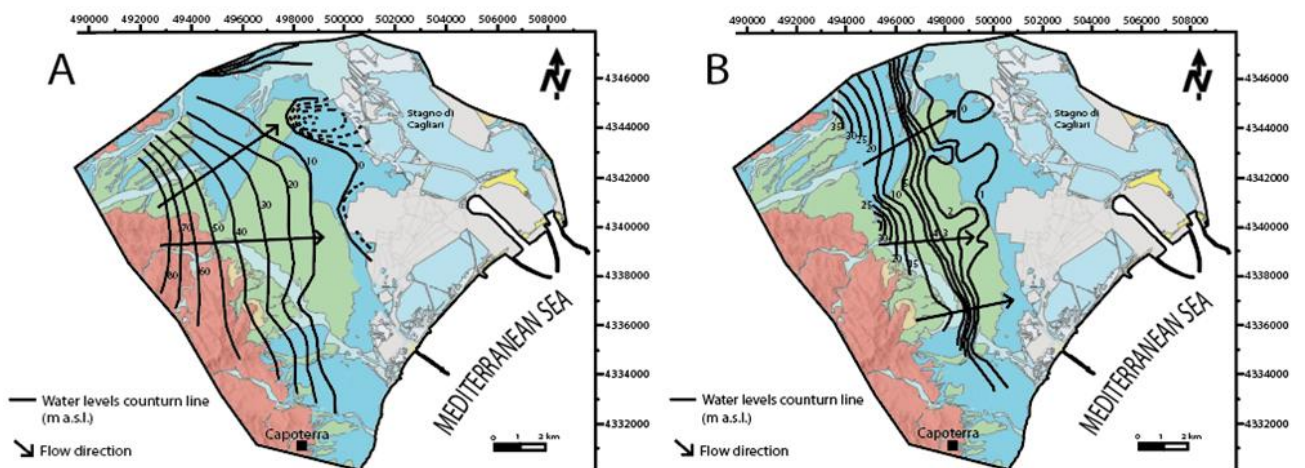 490000 492000 494000 496000 498000 500000 502000 504000 506000 508000
A
N
4346000
4344000
4342000
4340000
4338000
4336000
4334000
4332000
Stagno di
Cagliari
10
0
20
30
40
50
60
70
80
MEDITERRANEAN SEA
Water levels counturn line
(m a.s.l.)
Flow direction
Capoterra
0 1 2 km
490000 492000 494000 496000 498000 500000 502000 504000 506000 508000
B
N
4346000
4344000
4342000
4340000
4338000
4336000
4334000
4332000
Stagno di
Cagliari
0
35
30
25
20
5
10
1
25
2
3
20
15
MEDITERRANEAN SEA
Water levels counturn line
(m a.s.l.)
Flow direction
Capoterra
0 1 2 km